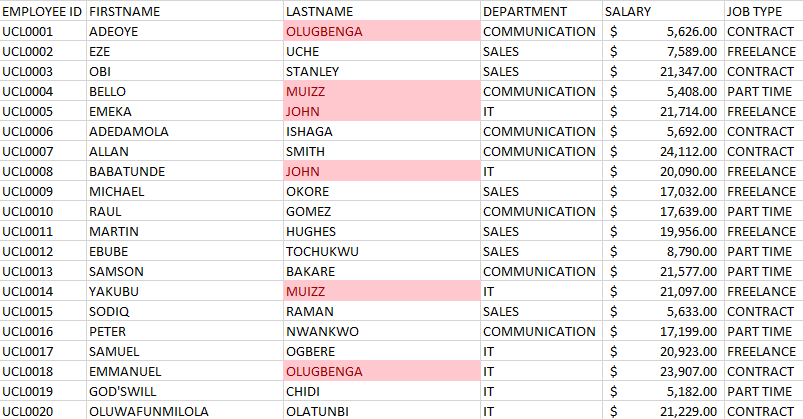 EMPLOYEE ID FIRSTNAME LASTNAME DEPARTMENT SALARY JOB TYPE
UCL0001 ADEOYE OLUGBENGA COMMUNICATION $ 5,626.00 CONTRACT
UCL0002 EZE UCHE SALES $ 7,589.00 FREELANCE
UCL0003 OBI STANLEY SALES $ 21,347.00 CONTRACT
UCL0004 BELLO MUIZZ COMMUNICATION $ 5,408.00 PART TIME
UCL0005 EMEKA JOHN IT $ 21,714.00 FREELANCE
UCL0006 ADEDAMOLA ISHAGA COMMUNICATION $ 5,692.00 CONTRACT
UCL0007 ALLAN SMITH COMMUNICATION $ 24,112.00 CONTRACT
UCL0008 BABATUNDE JOHN IT $ 20,090.00 FREELANCE
UCL0009 MICHAEL OKORE SALES $ 17,032.00 FREELANCE
UCL0010 RAUL GOMEZ COMMUNICATION $ 17,639.00 PART TIME
UCL0011 MARTIN HUGHES SALES $ 19,956.00 FREELANCE
UCL0012 EBUBE TOCHUKWU SALES $ 8,790.00 PART TIME
UCL0013 SAMSON BAKARE COMMUNICATION $ 21,577.00 PART TIME
UCL0014 YAKUBU MUIZZ IT $ 21,097.00 FREELANCE
UCL0015 SODIQ RAMAN SALES $ 5,633.00 CONTRACT
UCL0016 PETER NWANKWO COMMUNICATION $ 17,199.00 PART TIME
UCL0017 SAMUEL OGBERE IT $ 20,923.00 FREELANCE
UCL0018 EMMANUEL OLUGBENGA IT $ 23,907.00 CONTRACT
UCL0019 GOD'SWILL CHIDI IT $ 5,182.00 PART TIME
UCL0020 OLUWAFUNMILOLA OLATUNBI IT $ 21,229.00 CONTRACT